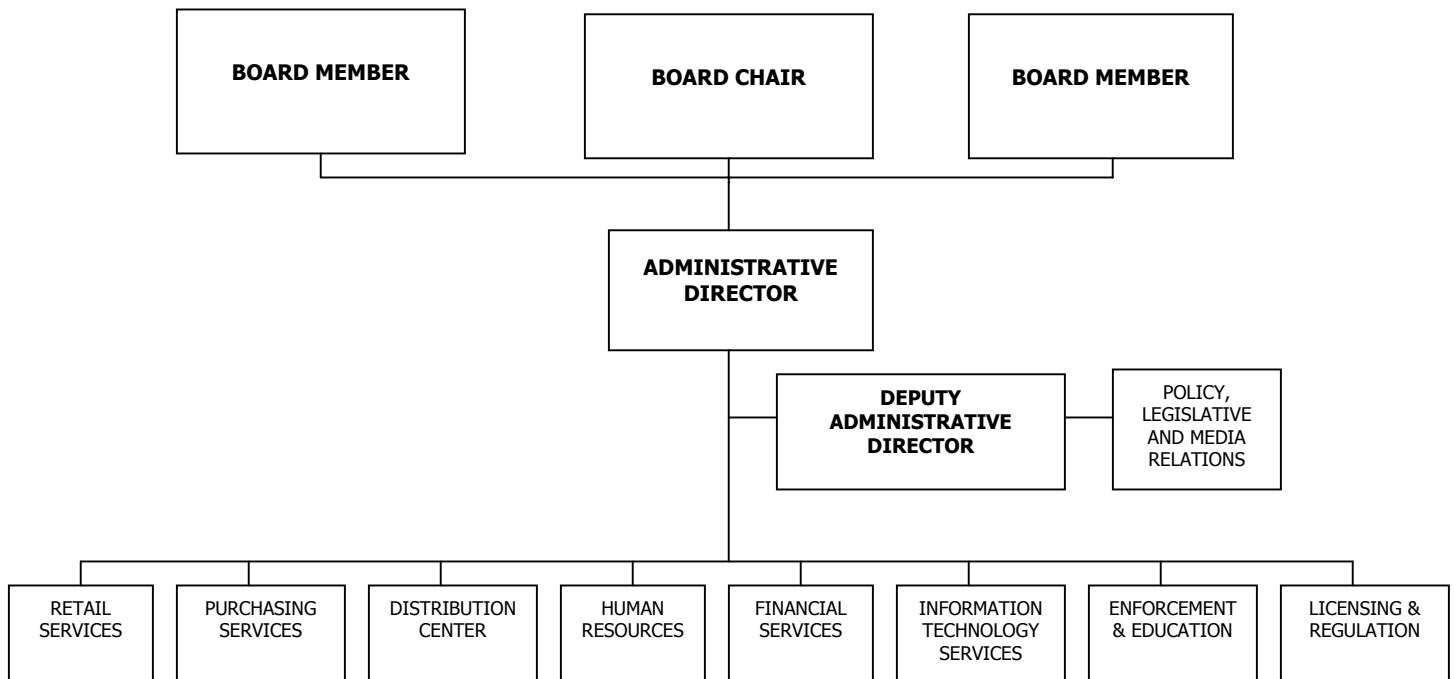 BOARD MEMBER
BOARD CHAIR
BOARD MEMBER
ADMINISTRATIVE
DIRECTOR
DEPUTY
ADMINISTRATIVE
DIRECTOR
POLICY,
LEGISLATIVE
AND MEDIA
RELATIONS
RETAIL
SERVICES
PURCHASING
SERVICES
DISTRIBUTION
CENTER
HUMAN
RESOURCES
FINANCIAL
SERVICES
INFORMATION
TECHNOLOGY
SERVICES
ENFORCEMENT
& EDUCATION
LICENSING &
REGULATION